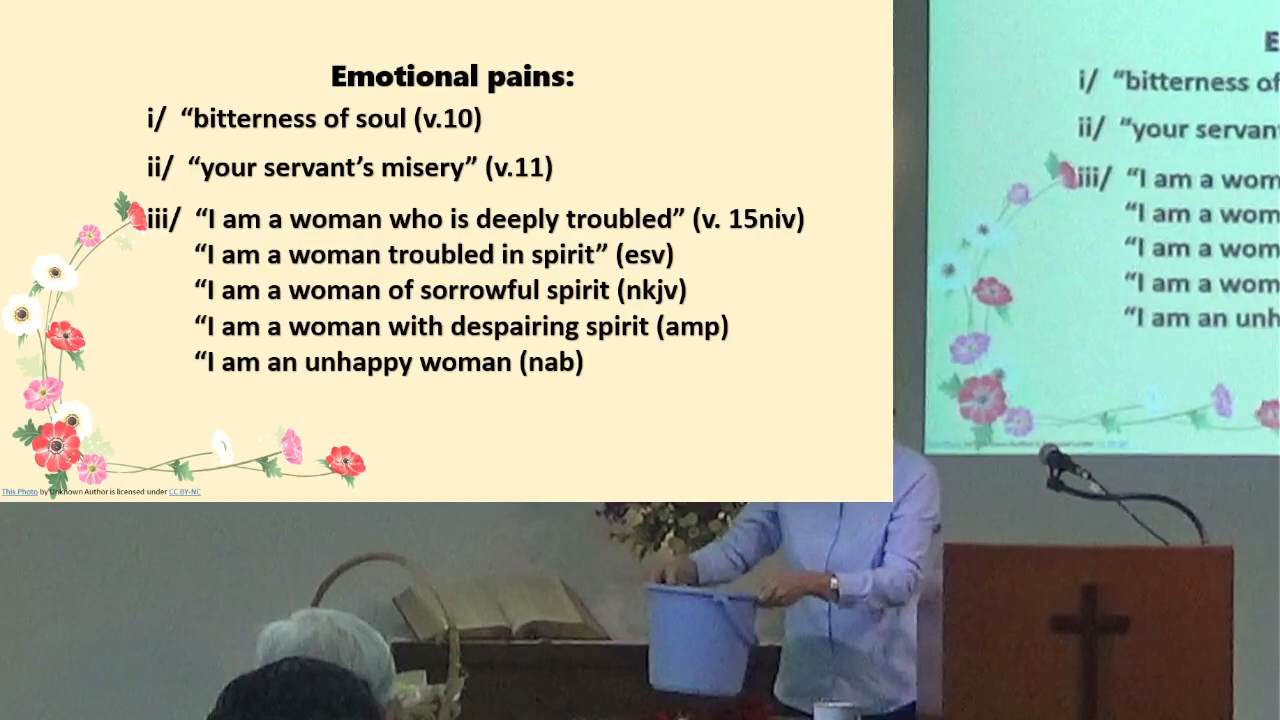 Emotional pains:
i/ “bitterness of soul (v.10)
ii/ “your servant’s misery” (v.11)
iii/ “I am a woman who is deeply troubled” (v. 15niv)
“I am a woman troubled in spirit” (esv)
“I am a woman of sorrowful spirit (nkjv)
“I am a woman with despairing spirit (amp)
“I am an unhappy woman (nab)
This Photo by Unknown Author is licensed under CC BY-NC
E
i/ “bitterness of
ii/ “your servan
iii/ “I am a wom
“I am a wom
“I am a wom
“I am a wom
“I am an unh